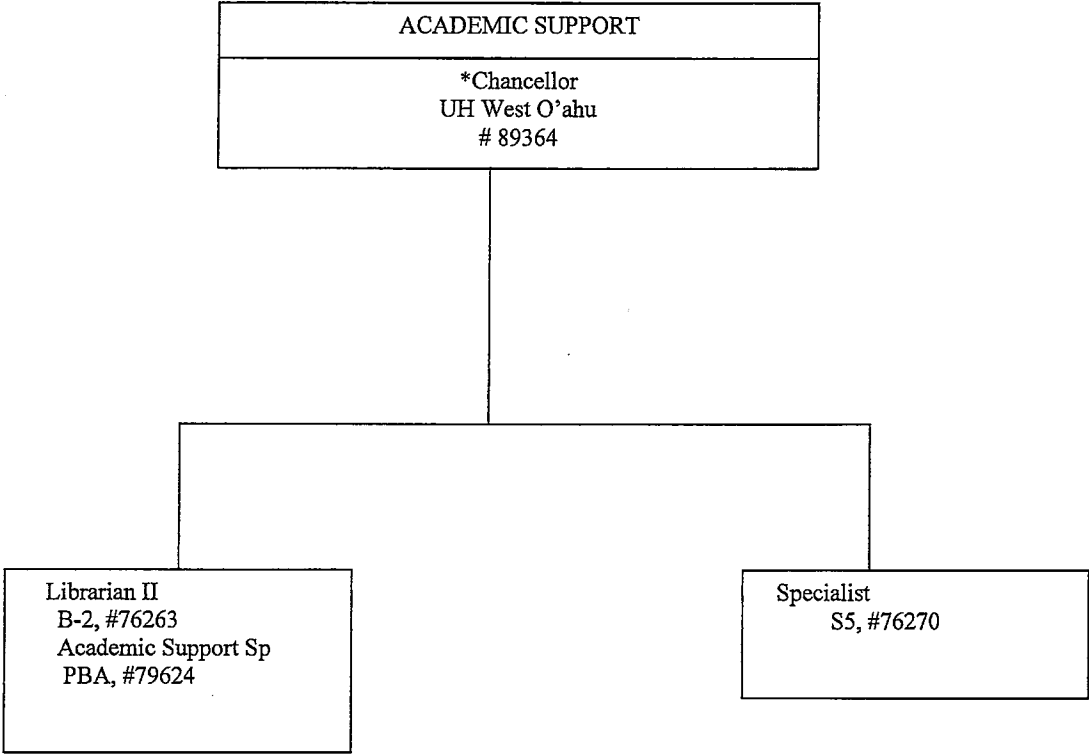 ACADEMIC SUPPORT
*Chancellor
UH West O’ahu
# 89364
Librarian II
B-2, #76263
Academic Support Sp
PBA, #79624
Specialist
S5, #76270